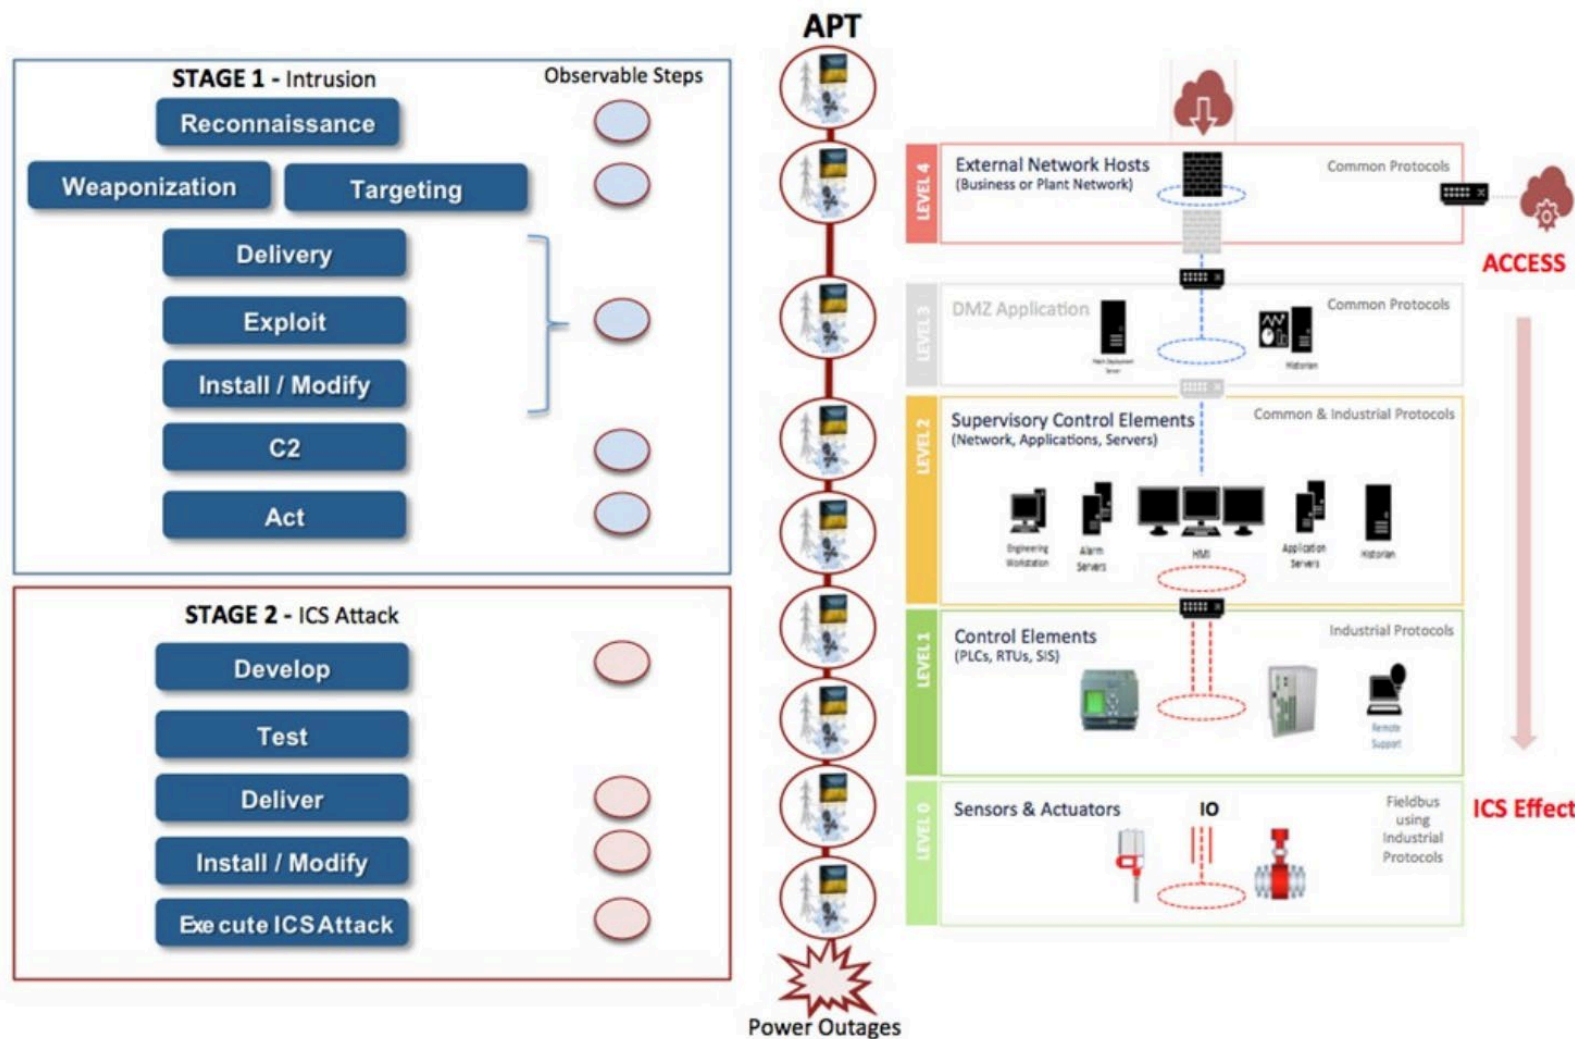 APT
STAGE 1 - Intrusion
Observable Steps
Reconnaissance
Weaponization
Targeting
Delivery
Exploit
Install / Modify
C2
Act
STAGE 2 - ICS Attack
Develop
Test
Deliver
Install / Modify
Exe cute ICS Attack
Power Outages
LEVEL 4
External Network Hosts
(Business or Plant Network)
Common Protocols
ACCESS
LEVEL 3
DMZ Application
Common Protocols
Server
Historian
LEVEL 2
Supervisory Control Elements
(Network, Applications, Servers)
Common & Industrial Protocols
Engineering
Workstation
Alarm
Servers
HMI
Application
Servers
Historian
LEVEL 1
Control Elements
(PLCs, RTUs, SIS)
Industrial Protocols
Remote
Support
LEVEL 0
Sensors & Actuators
IO
Fieldbus
using
Industrial
Protocols
ICS Effect